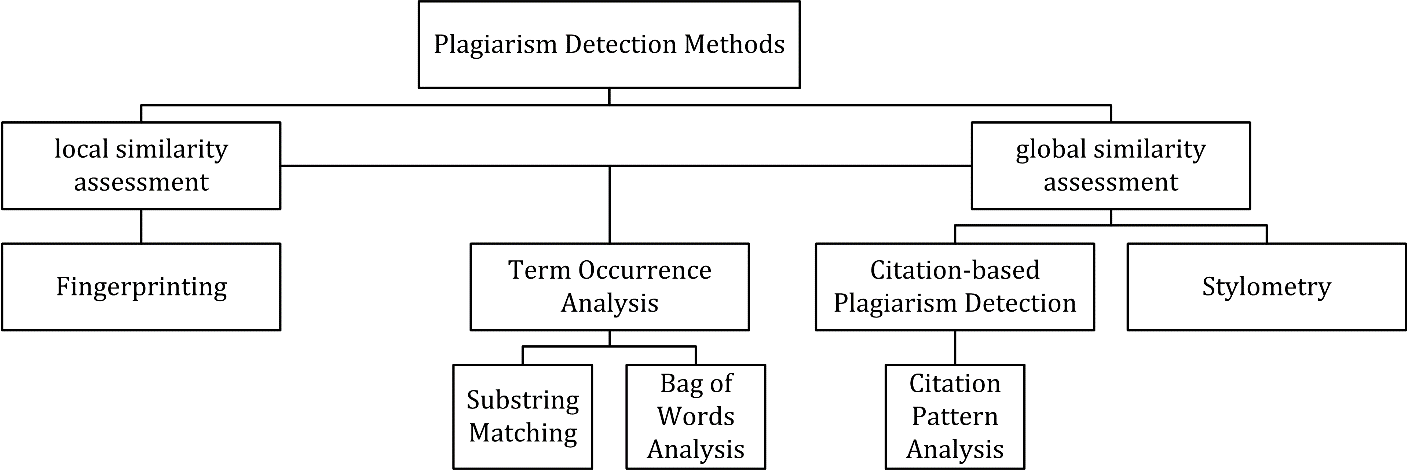 Plagiarism Detection Methods
local similarity
assessment
global similarity
assessment
Fingerprinting
Term Occurrence
Analysis
Citation-based
Plagiarism Detection
Stylometry
Substring
Matching
Bag of
Words
Analysis
Citation
Pattern
Analysis